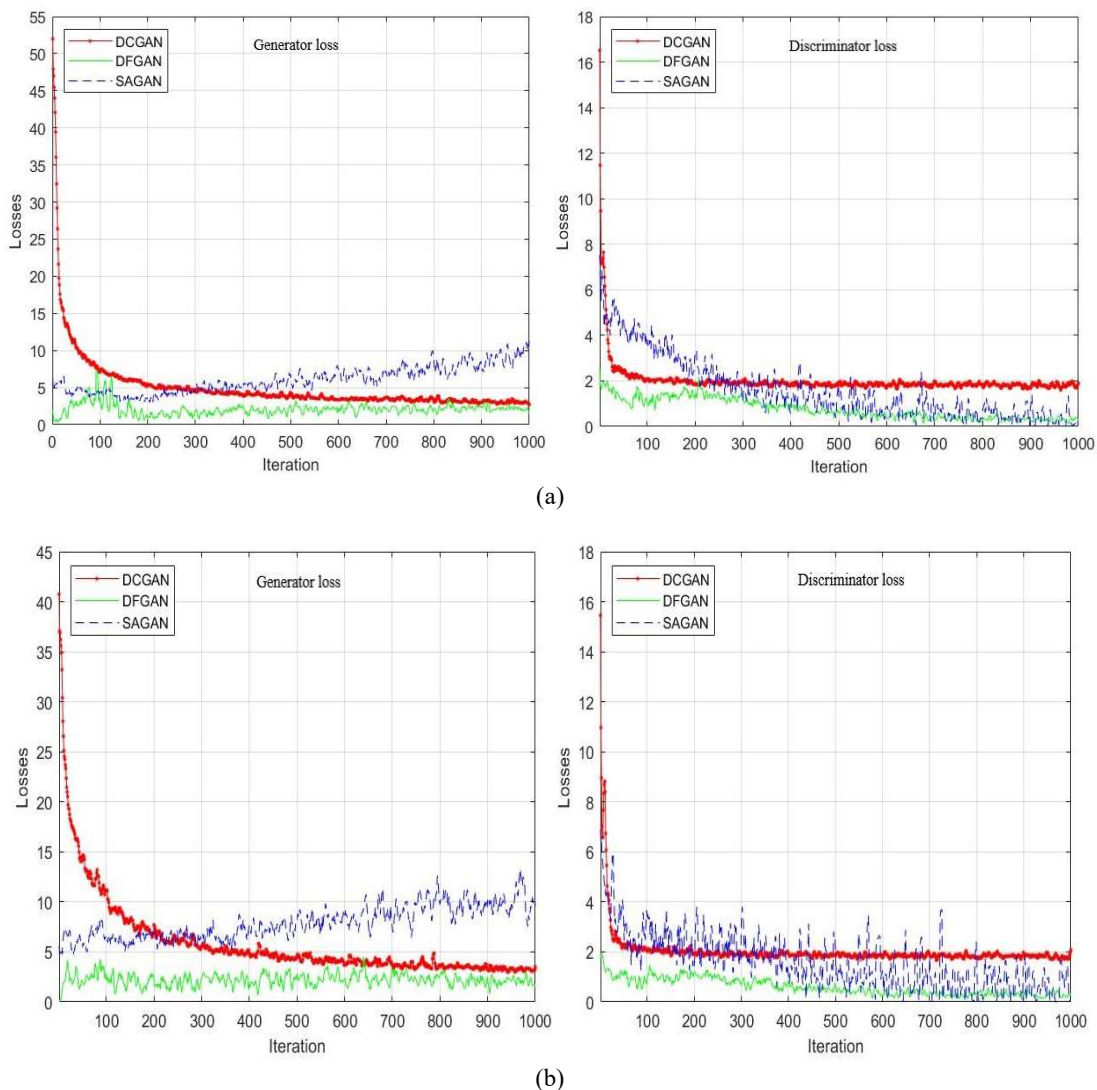 Generator loss
DCGAN
DFGAN
SAGAN
55
50
45
40
35
30
25
20
15
10
5
0
Losses
0 100 200 300 400 500 600 700 800 900 1000
Iteration
Discriminator loss
DCGAN
DFGAN
SAGAN
18
16
14
12
10
8
6
4
2
0
Losses
100 200 300 400 500 600 700 800 900 1000
Iteration
(a)
Generator loss
DCGAN
DFGAN
SAGAN
45
40
35
30
25
20
15
10
5
0
Losses
100 200 300 400 500 600 700 800 900 1000
Iteration
Discriminator loss
DCGAN
DFGAN
SAGAN
18
16
14
12
10
8
6
4
2
0
Losses
100 200 300 400 500 600 700 800 900 1000
Iteration
(b)